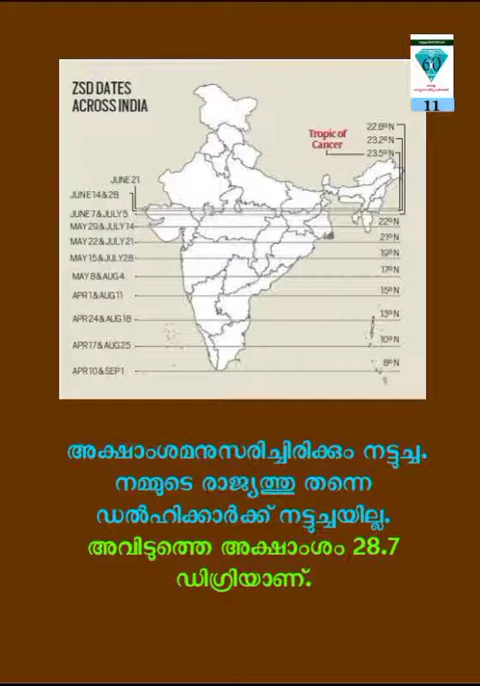 60
11
ZSD DATES
ACROSS INDIA
Tropic of
Cancer
22.8° N
23.2° N
23.5° N
JUNE 21
JUNE 14 & 28
JUNE 7 & JULY 5
22° N
MAY 29 & JULY 14
21° N
MAY 22 & JULY 21
19° N
MAY 15 & JULY 28
17° N
MAY 8 & AUG 4
15° N
APR 1 & AUG 11
13° N
APR 24 & AUG 18
10° N
APR 17 & AUG 25
8° N
APR 10 & SEP 1
അക്ഷാംശമനുസരിച്ചിരിക്കും നട്ടുച്ച.
നമ്മുടെ രാജ്യത്തു തന്നെ
ഡൽഹിക്കാർക്ക് നട്ടുച്ചയില്ല.
അവിടുത്തെ അക്ഷാംശം 28.7
ഡിഗ്രിയാണ്.